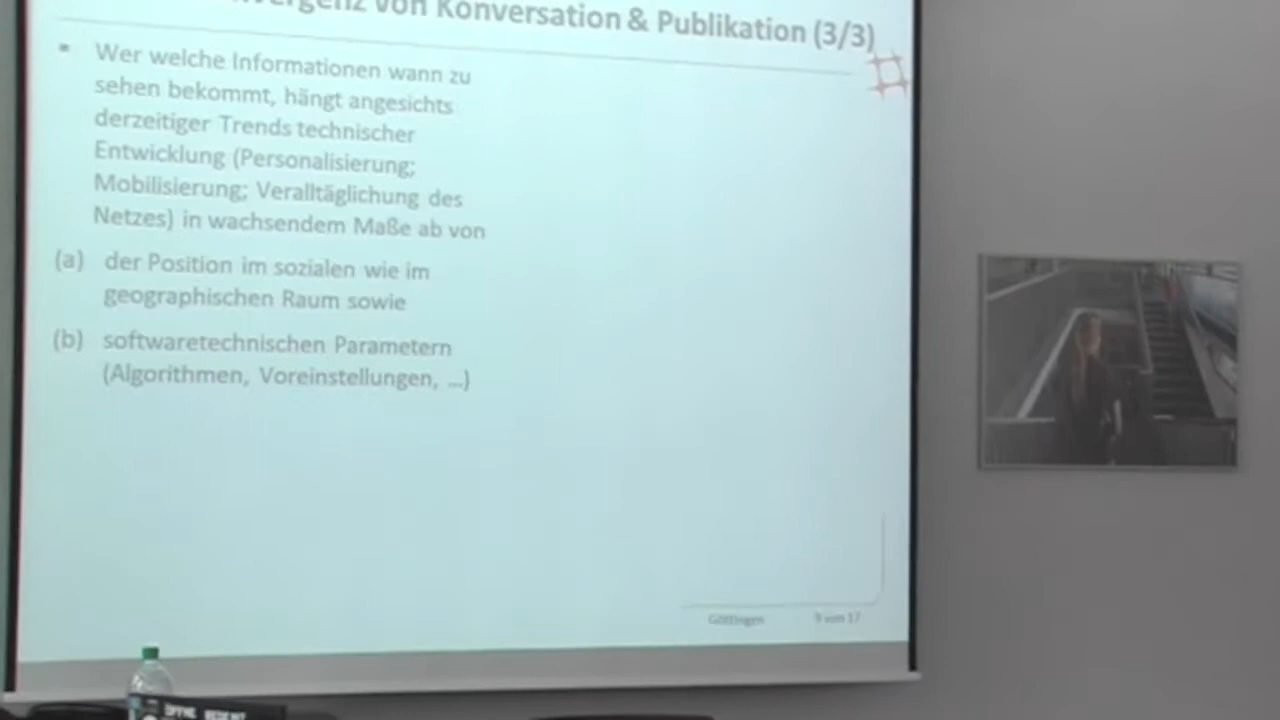 von Konversation & Publikation (3/3)
Wer welche Informationen wann zu
sehen bekommt, hängt angesichts
derzeitiger Trends technischer
Entwicklung (Personalisierung;
Mobilisierung; Veralltäglichung des
Netzes) in wachsendem Maße ab von
(a) der Position im sozialen wie im
geographischen Raum sowie
(b) softwaretechnischen Parametern
(Algorithmen, Voreinstellungen, ...)
Göttingen 9 von 17